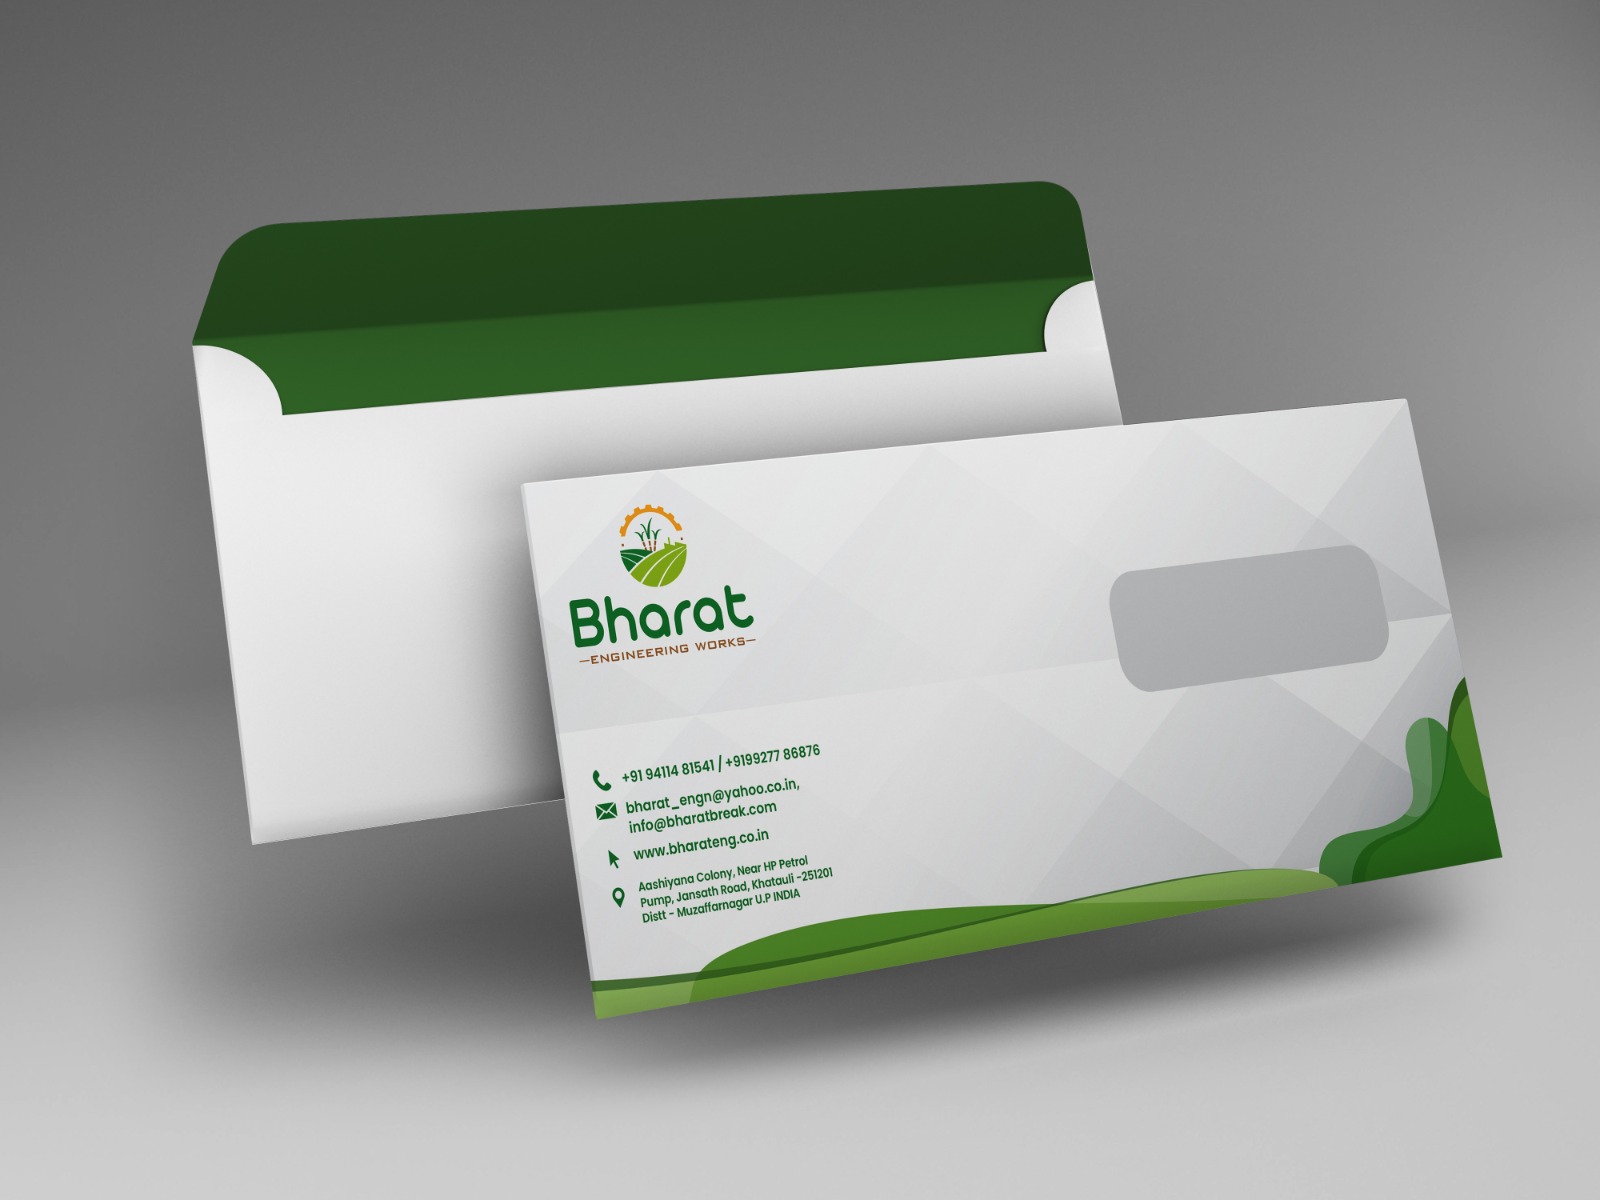 Bharat
—ENGINEERING WORKS—
+91 94114 81541 / +9199277 86876
bharat_engn@yahoo.co.in,
info@bharatbreak.com
www.bharateng.co.in
Aashiyana Colony, Near HP Petrol
Pump, Jansath Road, Khatauli -251201
Distt - Muzaffarnagar U.P INDIA